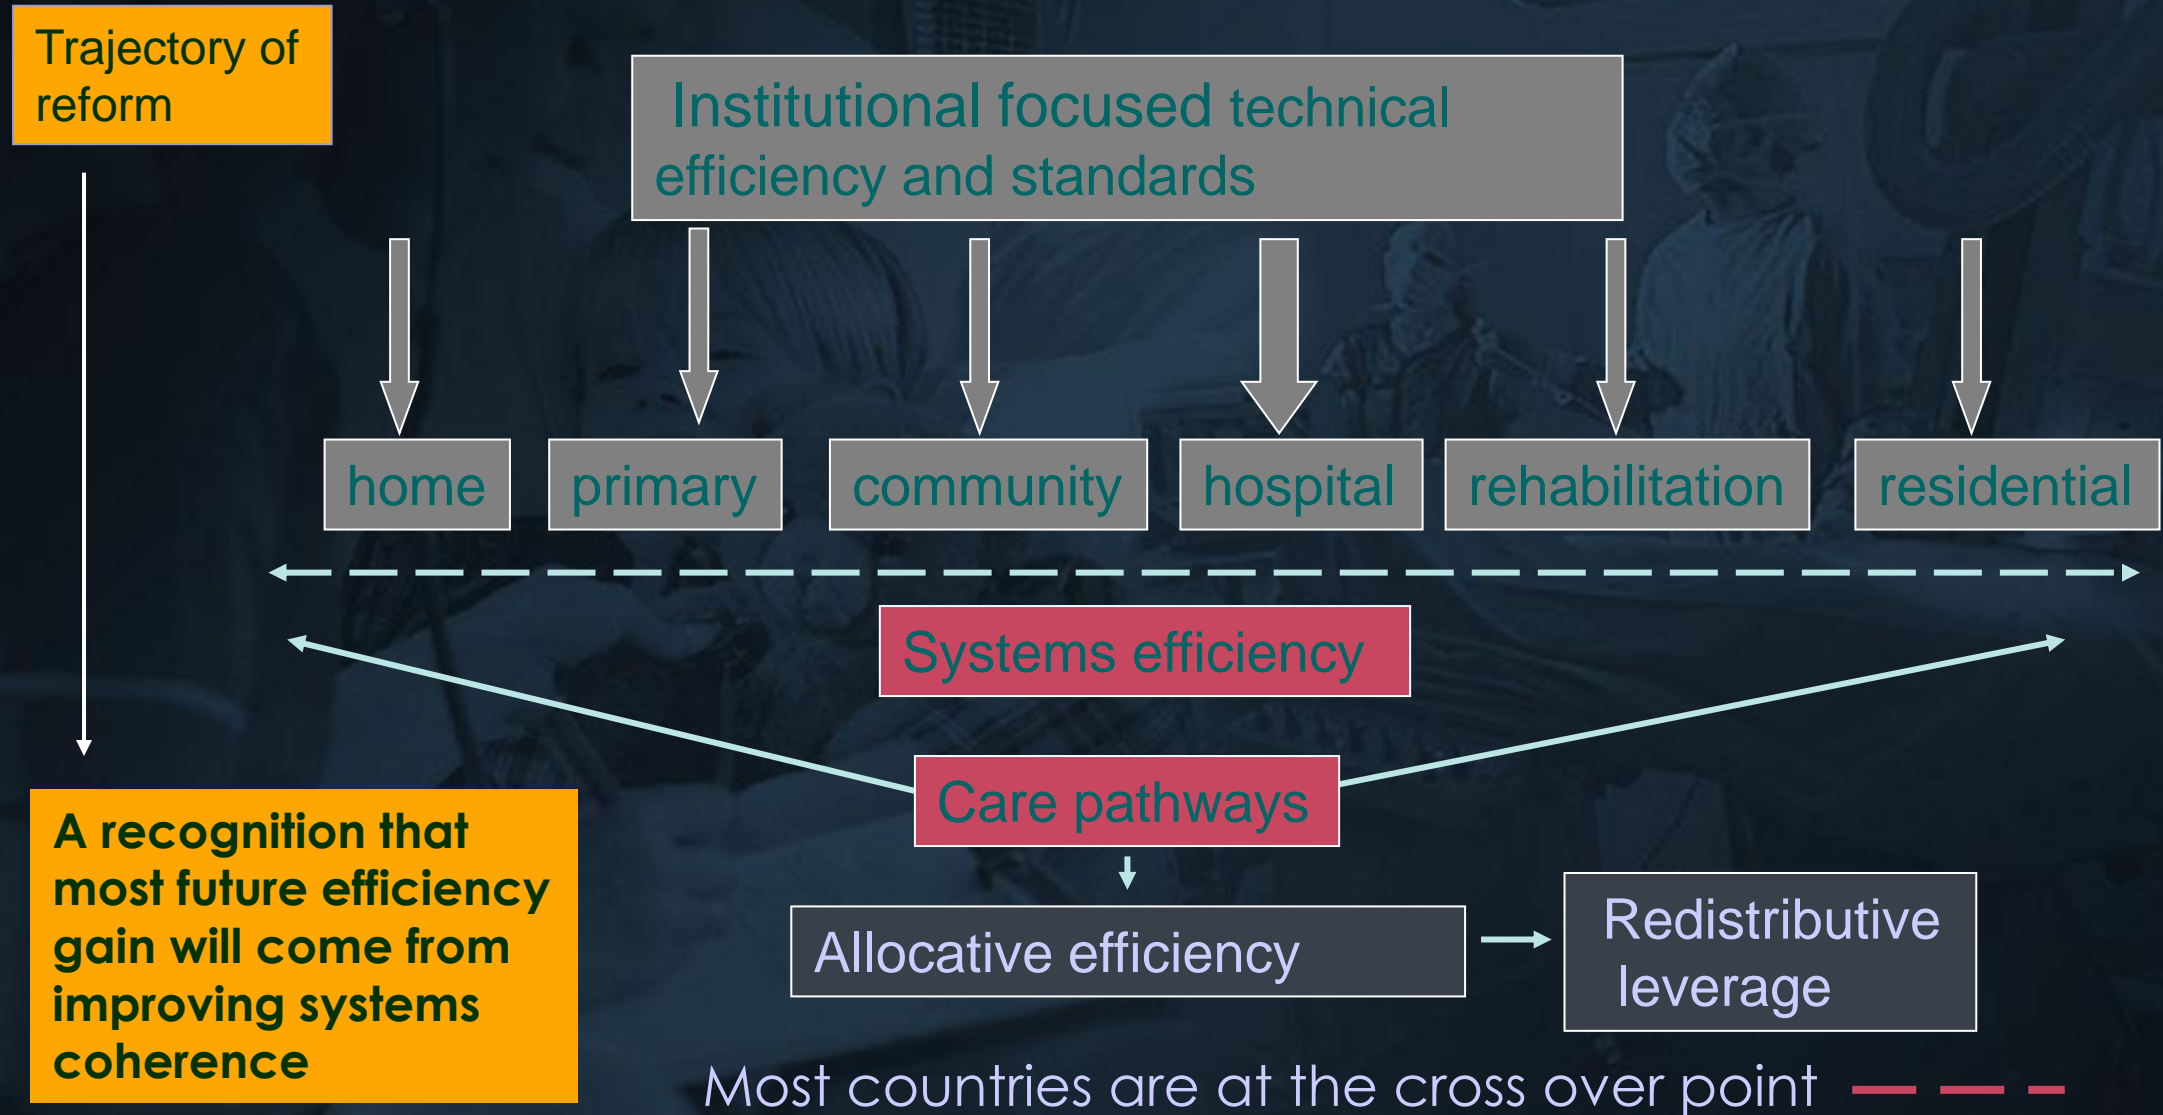 Trajectory of
reform
Institutional focused technical
efficiency and standards
home
primary
community
hospital
rehabilitation
residential
Systems efficiency
Care pathways
A recognition that
most future efficiency
gain will come from
improving systems
coherence
Allocative efficiency
Redistributive
leverage
Most countries are at the cross over point